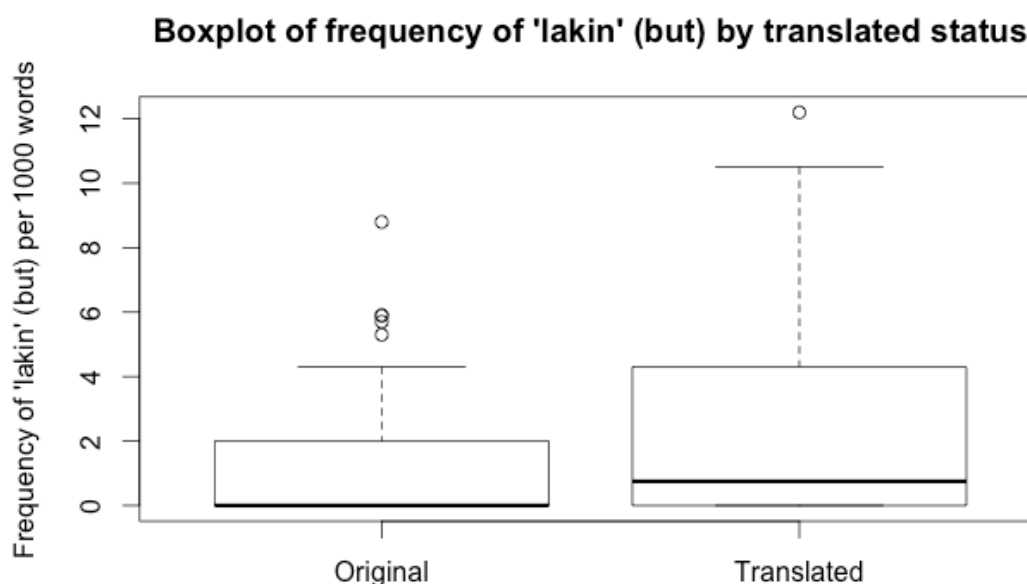 Boxplot of frequency of 'lakin' (but) by translated status
Frequency of 'lakin' (but) per 1000 words
12
10
8
6
4
2
0
Original Translated